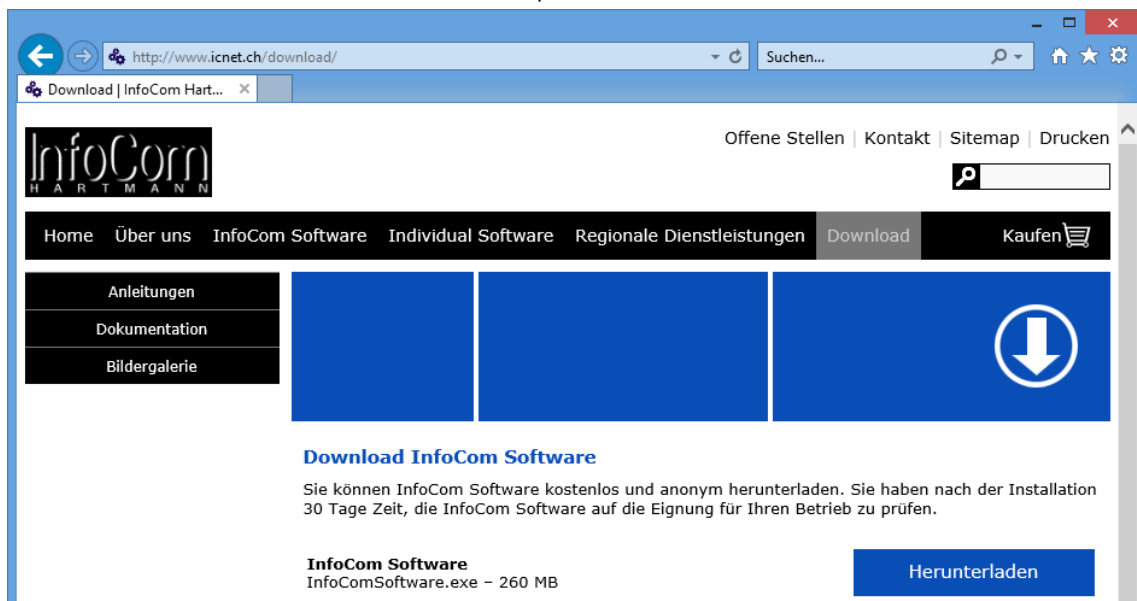 http://www.icnet.ch/download/
Suchen...
Download | InfoCom Hart...
InfoCom
HARTMANN
Offene Stellen | Kontakt | Sitemap | Drucken
Home Über uns InfoCom Software Individual Software Regionale Dienstleistungen Download Kaufen
Anleitungen
Dokumentation
Bildergalerie
Download InfoCom Software
Sie können InfoCom Software kostenlos und anonym herunterladen. Sie haben nach der Installation
30 Tage Zeit, die InfoCom Software auf die Eignung für Ihren Betrieb zu prüfen.
InfoCom Software
InfoComSoftware.exe – 260 MB
Herunterladen